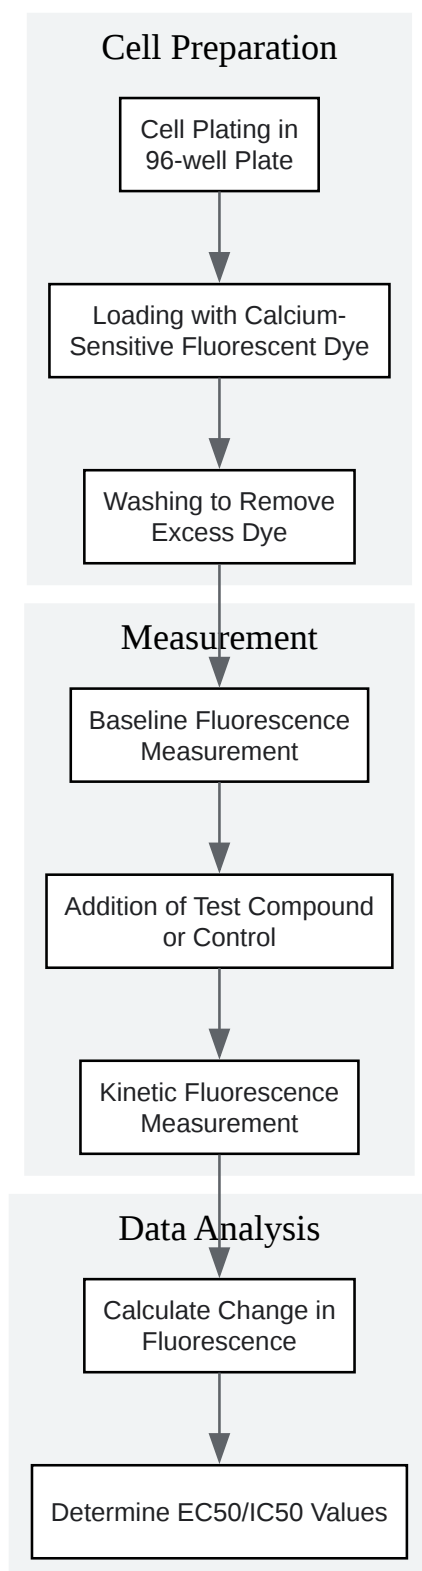 Cell Preparation
Cell Plating in
96-well Plate
Loading with Calcium-
Sensitive Fluorescent Dye
Washing to Remove
Excess Dye
Measurement
Baseline Fluorescence
Measurement
Addition of Test Compound
or Control
Kinetic Fluorescence
Measurement
Data Analysis
Calculate Change in
Fluorescence
Determine EC50/IC50 Values